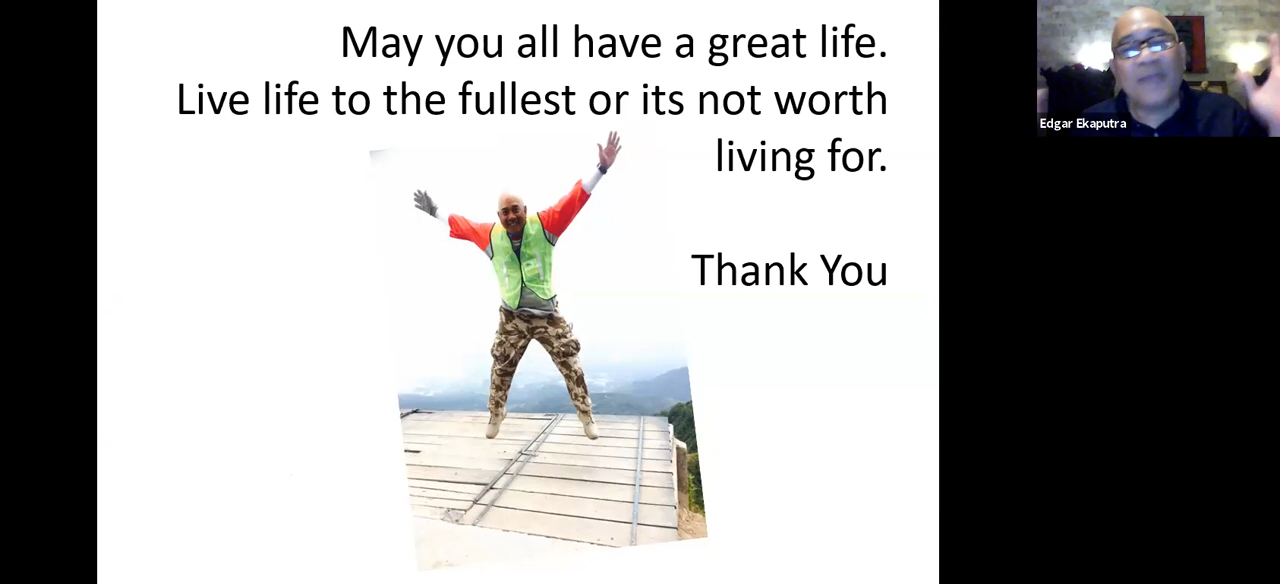 May you all have a great life.
Live life to the fullest or its not worth
living for.
Thank You
Edgar Ekaputra